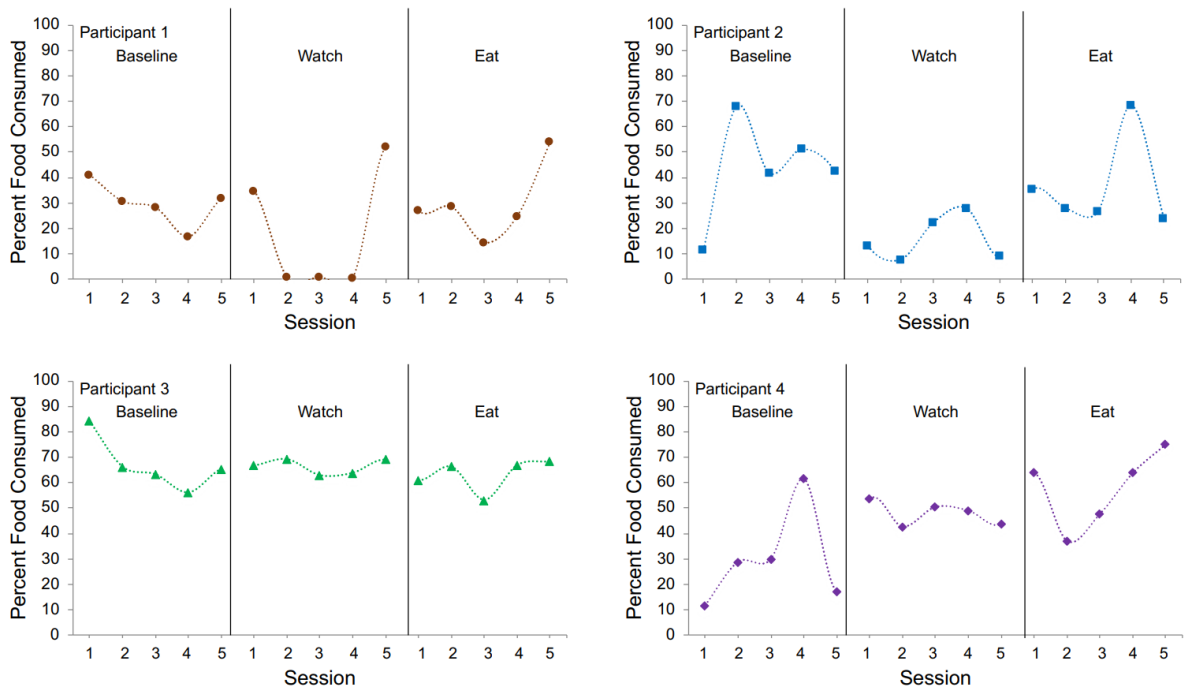 Participant 1
Baseline Watch Eat
Percent Food Consumed
100
90
80
70
60
50
40
30
20
10
0
1 2 3 4 5 1 2 3 4 5 1 2 3 4 5
Session
Participant 2
Baseline Watch Eat
Percent Food Consumed
100
90
80
70
60
50
40
30
20
10
0
1 2 3 4 5 1 2 3 4 5 1 2 3 4 5
Session
Participant 3
Baseline Watch Eat
Percent Food Consumed
100
90
80
70
60
50
40
30
20
10
0
1 2 3 4 5 1 2 3 4 5 1 2 3 4 5
Session
Participant 4
Baseline Watch Eat
Percent Food Consumed
100
90
80
70
60
50
40
30
20
10
0
1 2 3 4 5 1 2 3 4 5 1 2 3 4 5
Session